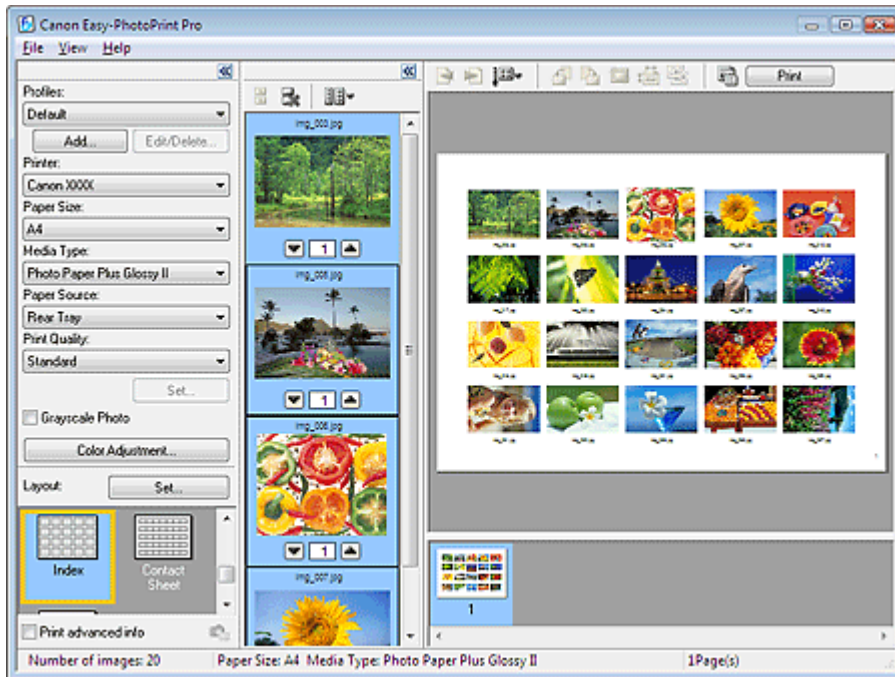 Canon Easy-PhotoPrint Pro
File View Help
Profiles:
Default
Add... Edit/Delete...
Printer:
Canon XXXX
Paper Size:
A4
Media Type:
Photo Paper Plus Glossy II
Paper Source:
Rear Tray
Print Quality:
Standard
Set...
Grayscale Photo
Color Adjustment...
Layout: Set...
Index
Contact Sheet
Print advanced info
img_003.jpg
1
img_005.jpg
1
img_006.jpg
1
img_007.jpg
Print
1
Number of images: 20 Paper Size: A4 Media Type: Photo Paper Plus Glossy II 1Page(s)